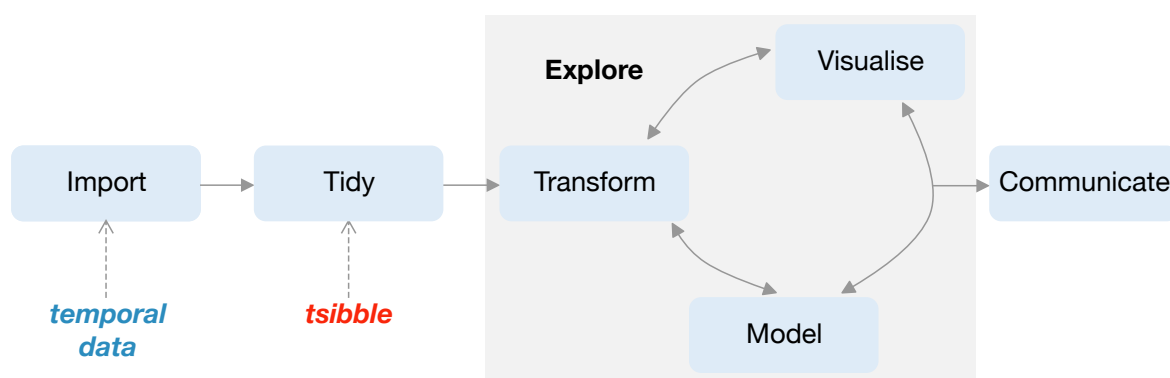 Visualise
Explore
Import
Tidy
Transform
Communicate
temporal
data
tsibble
Model